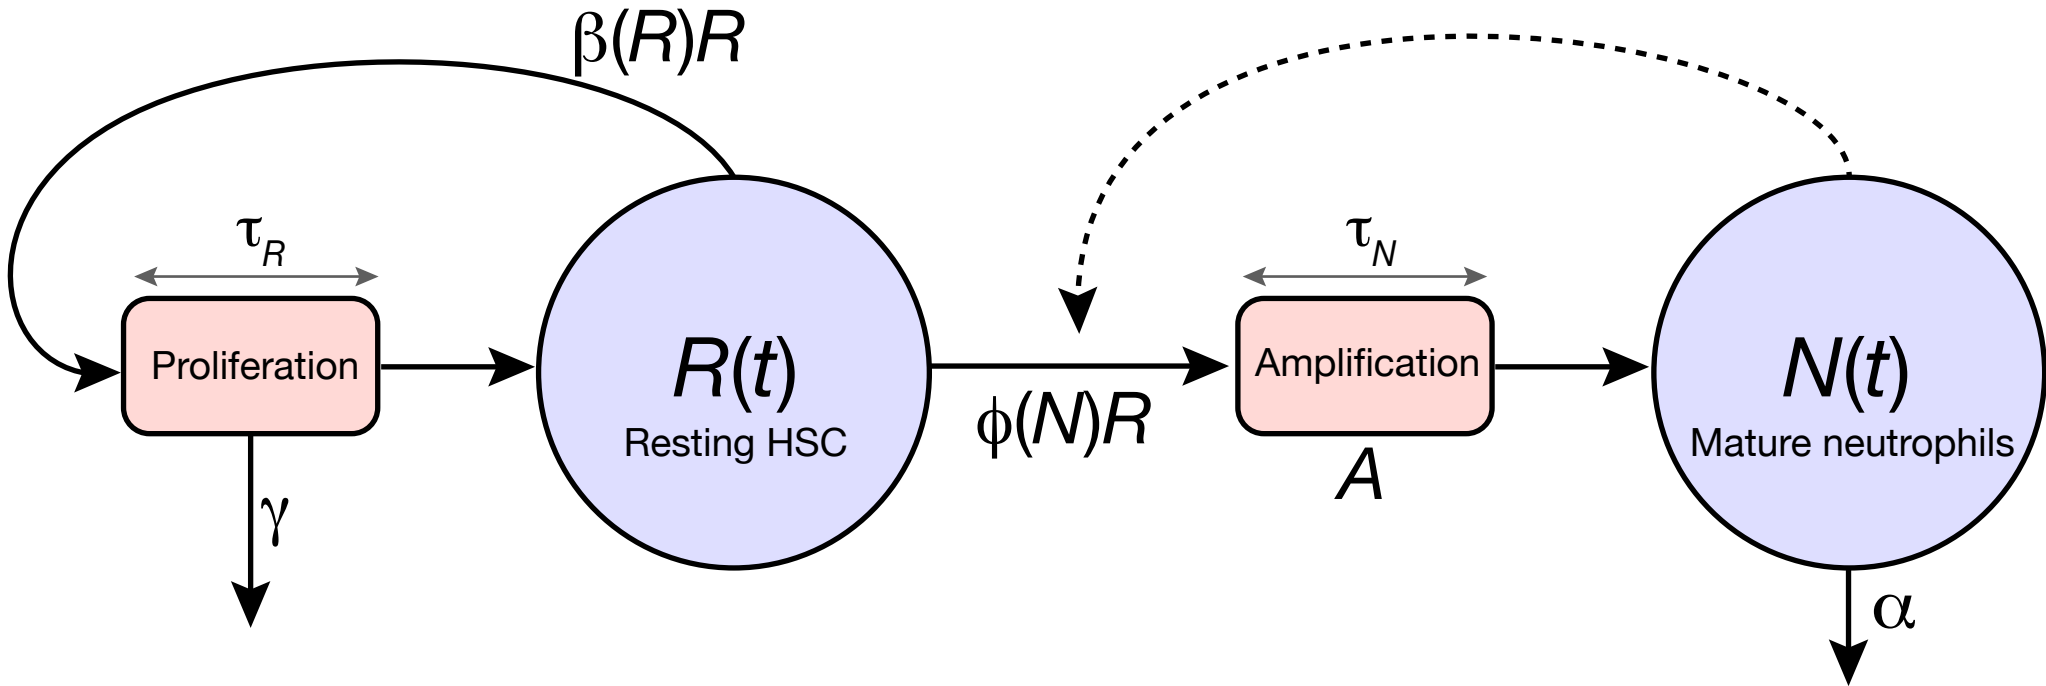 β(R)R
τR
τN
Proliferation
R(t)
Resting HSC
ϕ(N)R
Amplification
A
N(t)
Mature neutrophils
γ
α